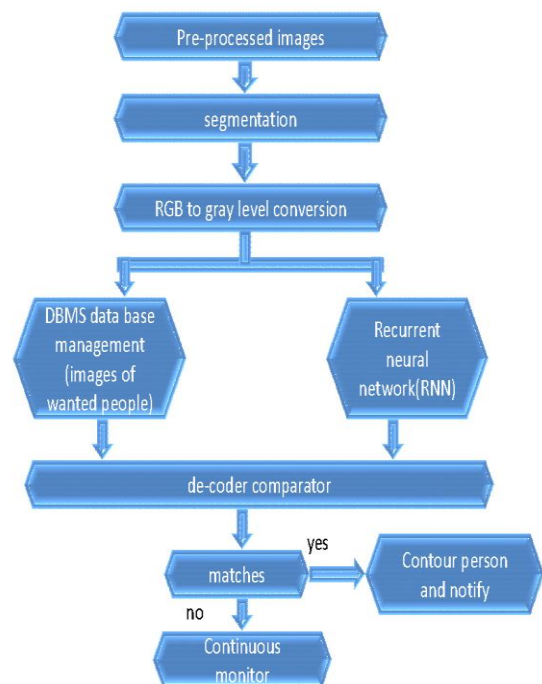 Pre-processed images
segmentation
RGB to gray level conversion
DBMS data base
management
(images of
wanted people)
Recurrent
neural
network(RNN)
de-coder comparator
matches
yes
Contour person
and notify
no
Continuous
monitor